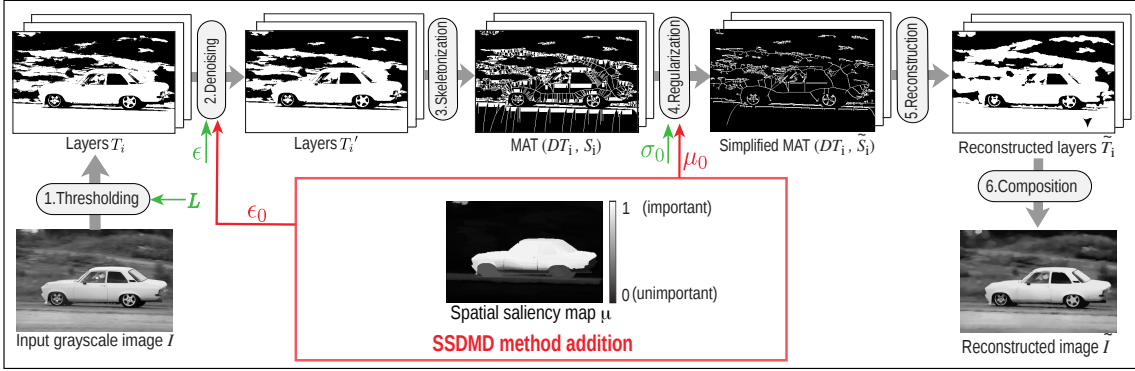 2.Denoising
3.Skeletonization
4.Regularization
5.Reconstruction
Layers T_i
Layers T_i'
MAT (DT_i, S_i)
Simplified MAT (DT_i, S̃_i)
Reconstructed layers T̃_i
ϵ
σ_0
μ_0
1.Thresholding
L
ϵ_0
6.Composition
1 (important)
0 (unimportant)
Spatial saliency map μ
SSDMD method addition
Input grayscale image I
Reconstructed image Ĩ